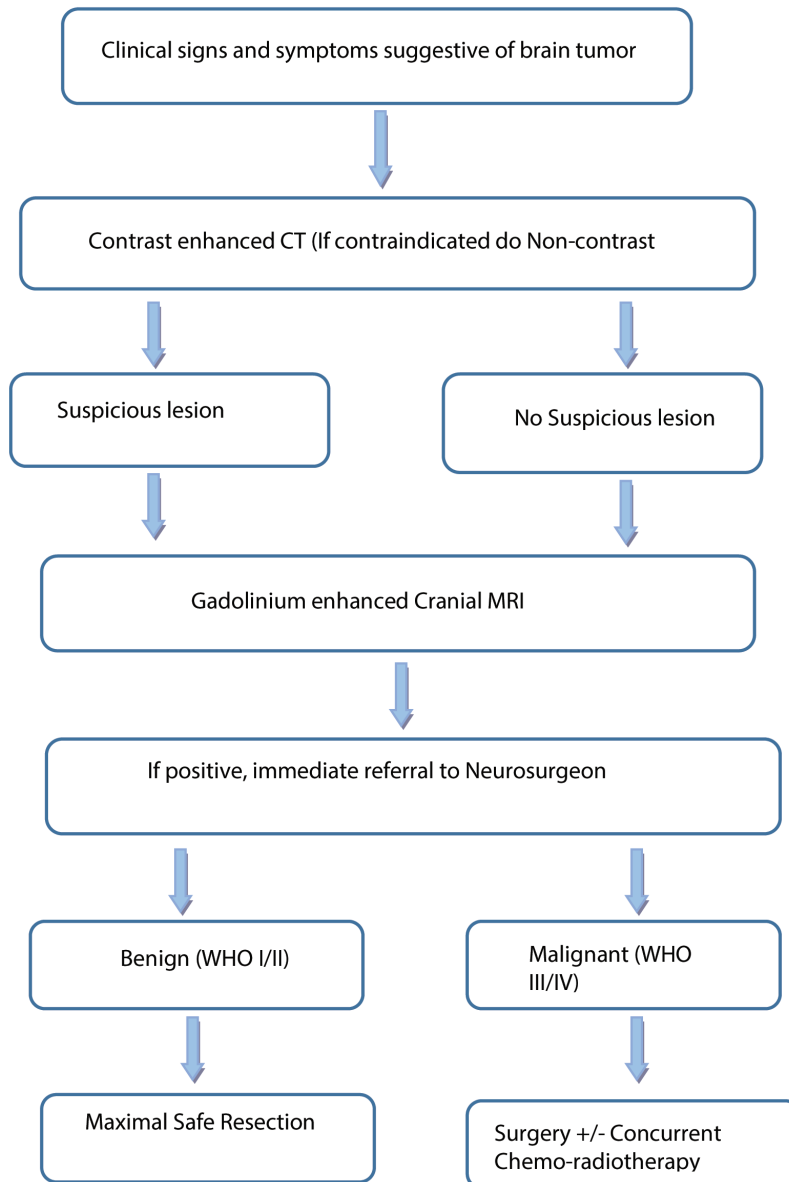 Clinical signs and symptoms suggestive of brain tumor
Contrast enhanced CT (If contraindicated do Non-contrast
Suspicious lesion
No Suspicious lesion
Gadolinium enhanced Cranial MRI
If positive, immediate referral to Neurosurgeon
Benign (WHO I/II)
Malignant (WHO
III/IV)
Maximal Safe Resection
Surgery +/- Concurrent
Chemo-radiotherapy